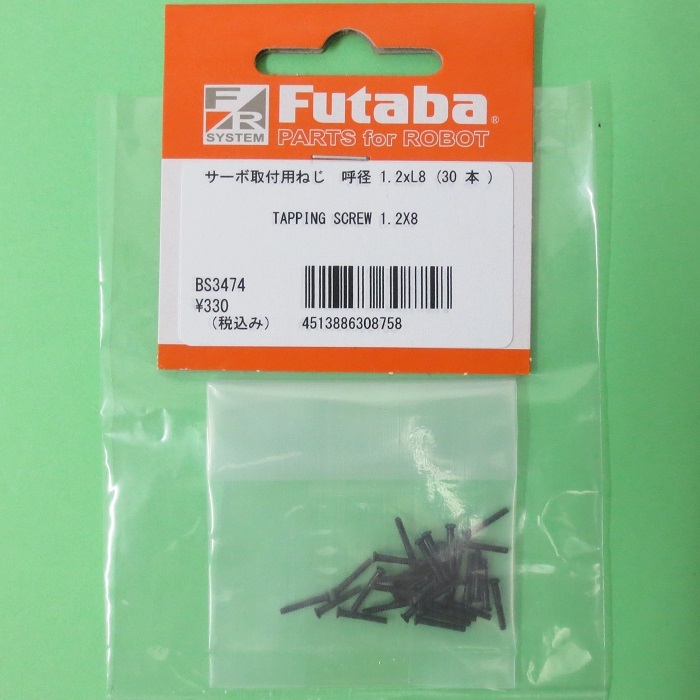 FR Futaba®
SYSTEM PARTS for ROBOT
サーボ取付用ねじ 呼径 1.2xL8 (30 本 )
TAPPING SCREW 1.2X8
BS3474
¥330
(税込み) 4513886308758